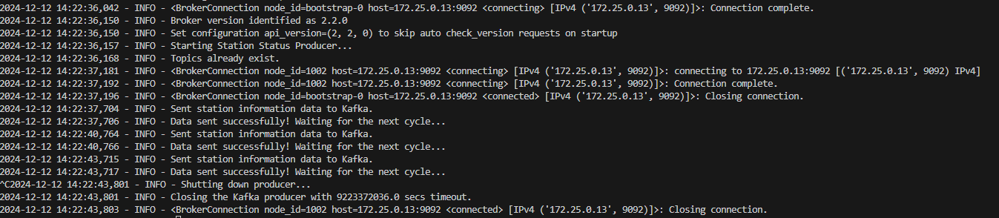 2024-12-12 14:22:36,042 - INFO - <BrokerConnection node_id=bootstrap-0 host=172.25.0.13:9092 <connecting> [IPv4 ('172.25.0.13', 9092)]>: Connection complete.
2024-12-12 14:22:36,150 - INFO - Broker version identified as 2.2.0
2024-12-12 14:22:36,150 - INFO - Set configuration api_version=(2, 2, 0) to skip auto check_version requests on startup
2024-12-12 14:22:36,157 - INFO - Starting Station Status Producer...
2024-12-12 14:22:36,168 - INFO - Topics already exist.
2024-12-12 14:22:37,181 - INFO - <BrokerConnection node_id=1002 host=172.25.0.13:9092 <connecting> [IPv4 ('172.25.0.13', 9092)]>: connecting to 172.25.0.13:9092 [('172.25.0.13', 9092) IPv4]
2024-12-12 14:22:37,192 - INFO - <BrokerConnection node_id=1002 host=172.25.0.13:9092 <connecting> [IPv4 ('172.25.0.13', 9092)]>: Connection complete.
2024-12-12 14:22:37,196 - INFO - <BrokerConnection node_id=bootstrap-0 host=172.25.0.13:9092 <connected> [IPv4 ('172.25.0.13', 9092)]>: Closing connection.
2024-12-12 14:22:37,704 - INFO - Sent station information data to Kafka.
2024-12-12 14:22:37,706 - INFO - Data sent successfully! Waiting for the next cycle...
2024-12-12 14:22:40,764 - INFO - Sent station information data to Kafka.
2024-12-12 14:22:40,766 - INFO - Data sent successfully! Waiting for the next cycle...
2024-12-12 14:22:43,715 - INFO - Sent station information data to Kafka.
2024-12-12 14:22:43,717 - INFO - Data sent successfully! Waiting for the next cycle...
^C2024-12-12 14:22:43,801 - INFO - Shutting down producer...
2024-12-12 14:22:43,801 - INFO - Closing the Kafka producer with 9223372036.0 secs timeout.
2024-12-12 14:22:43,803 - INFO - <BrokerConnection node_id=1002 host=172.25.0.13:9092 <connected> [IPv4 ('172.25.0.13', 9092)]>: Closing connection.